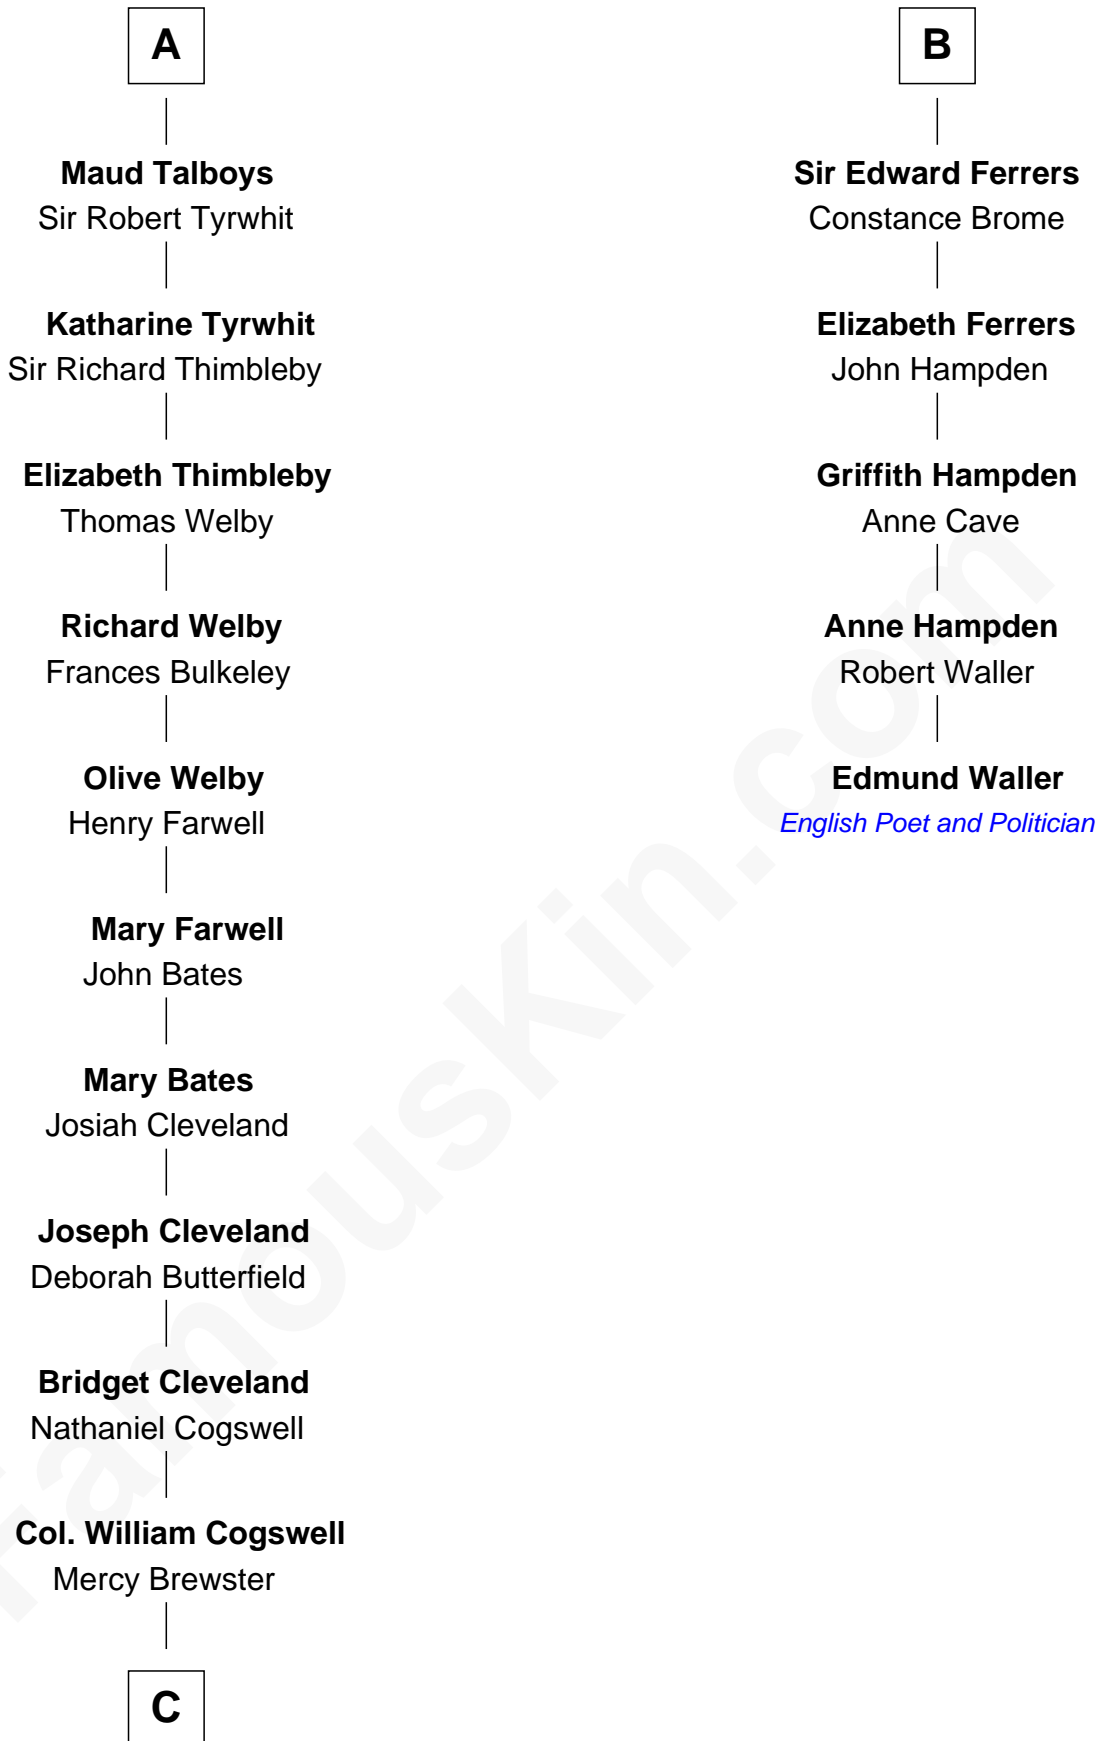 A
Maud Talboys
Sir Robert Tyrwhit
Katharine Tyrwhit
Sir Richard Thimbleby
Elizabeth Thimbleby
Thomas Welby
Richard Welby
Frances Bulkeley
Olive Welby
Henry Farwell
Mary Farwell
John Bates
Mary Bates
Josiah Cleveland
Joseph Cleveland
Deborah Butterfield
Bridget Cleveland
Nathaniel Cogswell
Col. William Cogswell
Mercy Brewster
C
B
Sir Edward Ferrers
Constance Brome
Elizabeth Ferrers
John Hampden
Griffith Hampden
Anne Cave
Anne Hampden
Robert Waller
Edmund Waller
English Poet and Politician
FamousKin.com